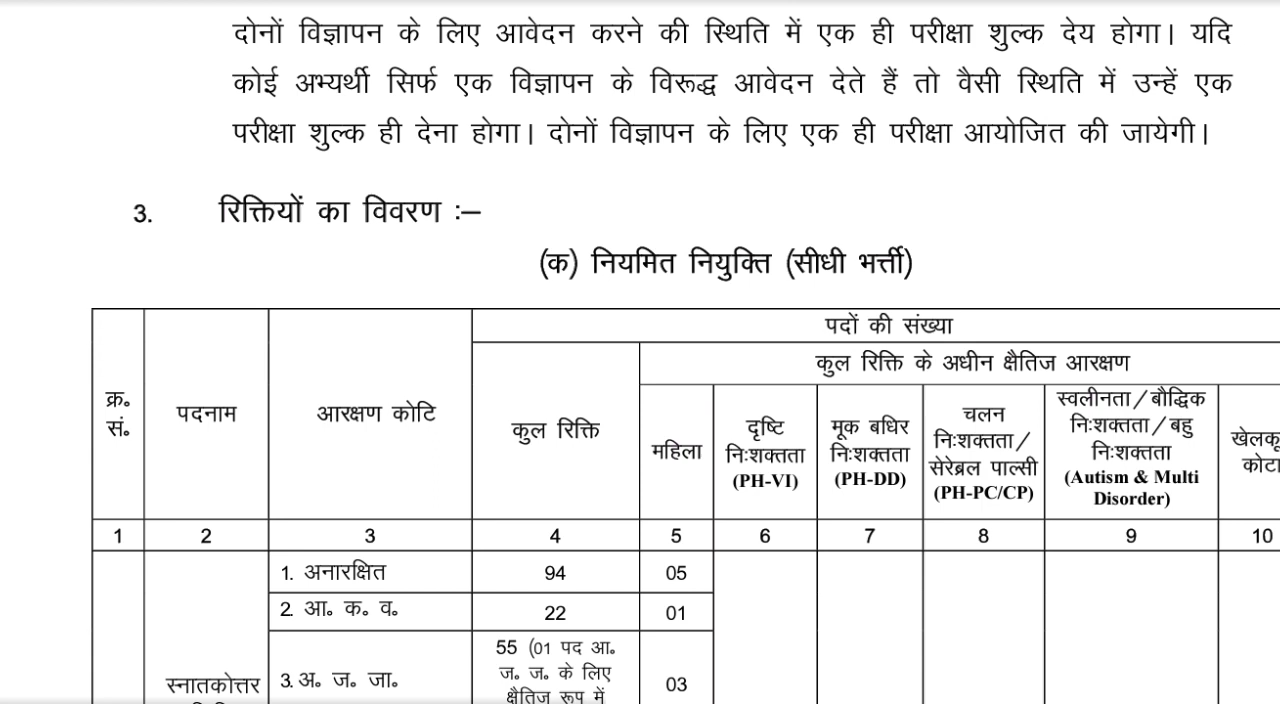 दोनों विज्ञापन के लिए आवेदन करने की स्थिति में एक ही परीक्षा शुल्क देय होगा। यदि
कोई अभ्यर्थी सिर्फ एक विज्ञापन के विरूद्ध आवेदन देते हैं तो वैसी स्थिति में उन्हें एक
परीक्षा शुल्क ही देना होगा। दोनों विज्ञापन के लिए एक ही परीक्षा आयोजित की जायेगी।
3. रिक्तियों का विवरण :–
(क) नियमित नियुक्ति (सीधी भर्त्ती)
क्र॰
सं॰
पदनाम
आरक्षण कोटि
पदों की संख्या
कुल रिक्ति
कुल रिक्ति के अधीन क्षैतिज आरक्षण
महिला
दृष्टि
निःशक्तता
(PH-VI)
मूक बधिर
निःशक्तता
(PH-DD)
चलन
निःशक्तता/
सेरेब्रल पाल्सी
(PH-PC/CP)
स्वलीनता/बौद्धिक
निःशक्तता/बहु
निःशक्तता
(Autism & Multi
Disorder)
खेलकू
कोटा
1 2 3 4 5 6 7 8 9 10
1. अनारक्षित 94 05
2. आ॰ क॰ व॰ 22 01
स्नातकोत्तर
3. अ॰ ज॰ जा॰
55 (01 पद आ॰
ज॰ ज॰ के लिए
क्षैतिज रूप में
03